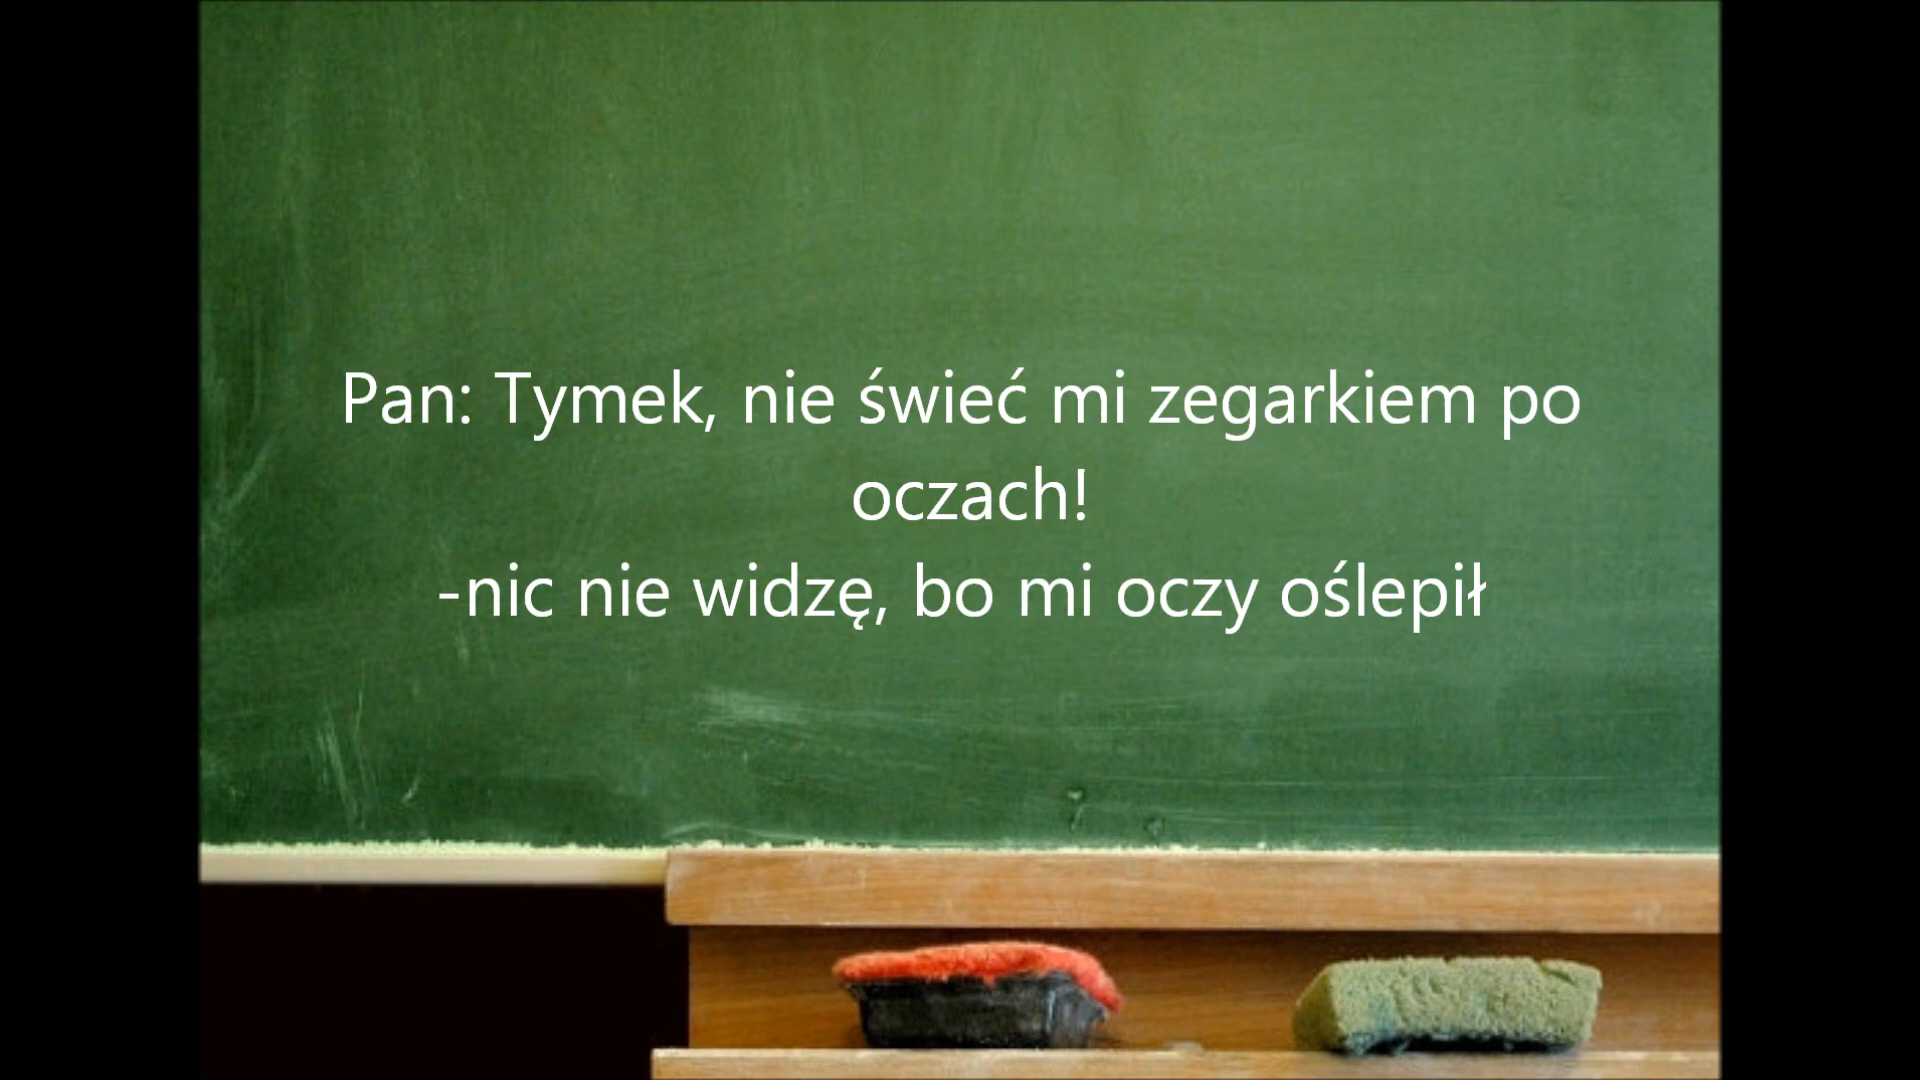 Pan: Tymek, nie świeć mi zegarkiem po
oczach!
-nic nie widzę, bo mi oczy oślepił